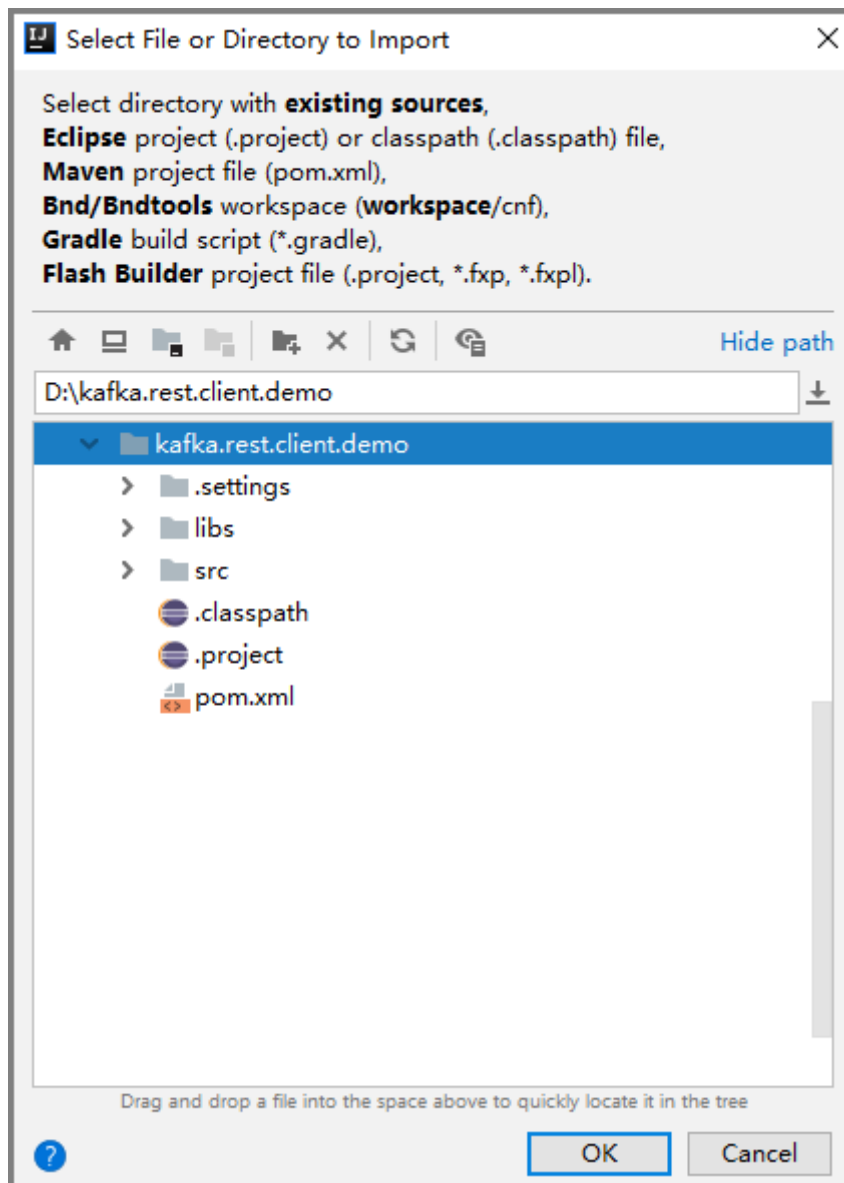 Select File or Directory to Import
Select directory with existing sources,
Eclipse project (.project) or classpath (.classpath) file,
Maven project file (pom.xml),
Bnd/Bndtools workspace (workspace/cnf),
Gradle build script (*.gradle),
Flash Builder project file (.project, *.fxp, *.fxpl).
Hide path
D:\kafka.rest.client.demo
kafka.rest.client.demo
.settings
libs
src
.classpath
.project
pom.xml
Drag and drop a file into the space above to quickly locate it in the tree
? OK Cancel